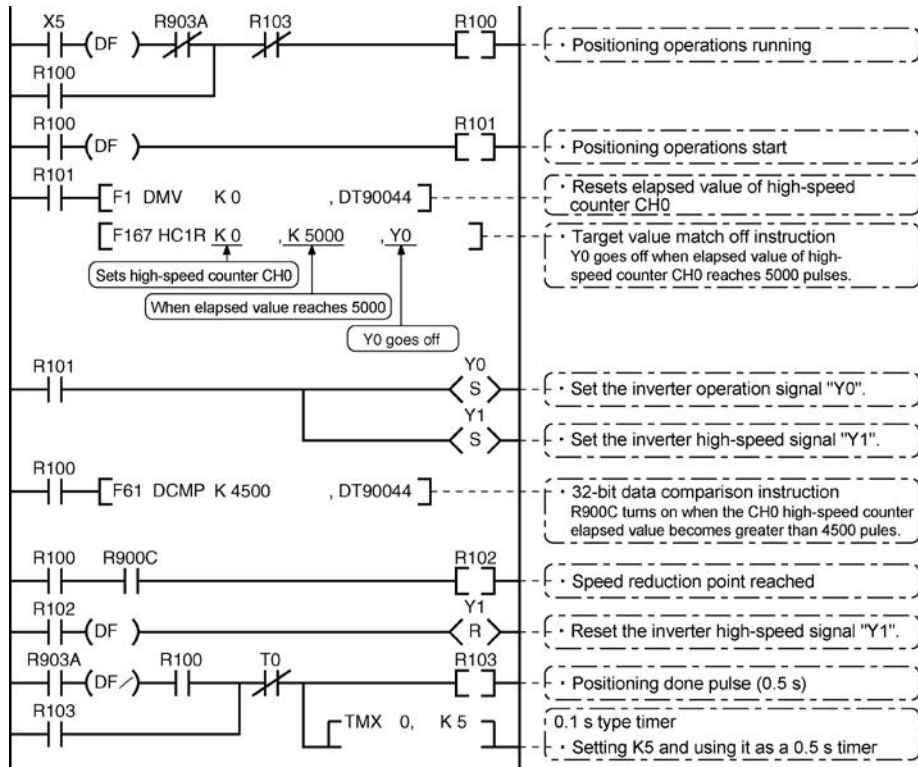 X5 R903A R103 R100
(DF)
· Positioning operations running
R100
R100 R101
(DF)
· Positioning operations start
R101
F1 DMV K 0 , DT90044
· Resets elapsed value of high-speed
counter CH0
F167 HC1R K 0 , K 5000 , Y0
· Target value match off instruction
Y0 goes off when elapsed value of high-
speed counter CH0 reaches 5000 pulses.
Sets high-speed counter CH0
When elapsed value reaches 5000
Y0 goes off
R101 Y0
S
· Set the inverter operation signal "Y0".
Y1
S
· Set the inverter high-speed signal "Y1".
R100
F61 DCMP K 4500 , DT90044
· 32-bit data comparison instruction
R900C turns on when the CH0 high-speed counter
elapsed value becomes greater than 4500 pules.
R100 R900C R102
· Speed reduction point reached
R102 Y1
(DF) R
· Reset the inverter high-speed signal "Y1".
R903A R100 T0 R103
(DF/)
· Positioning done pulse (0.5 s)
R103
TMX 0, K 5
0.1 s type timer
· Setting K5 and using it as a 0.5 s timer